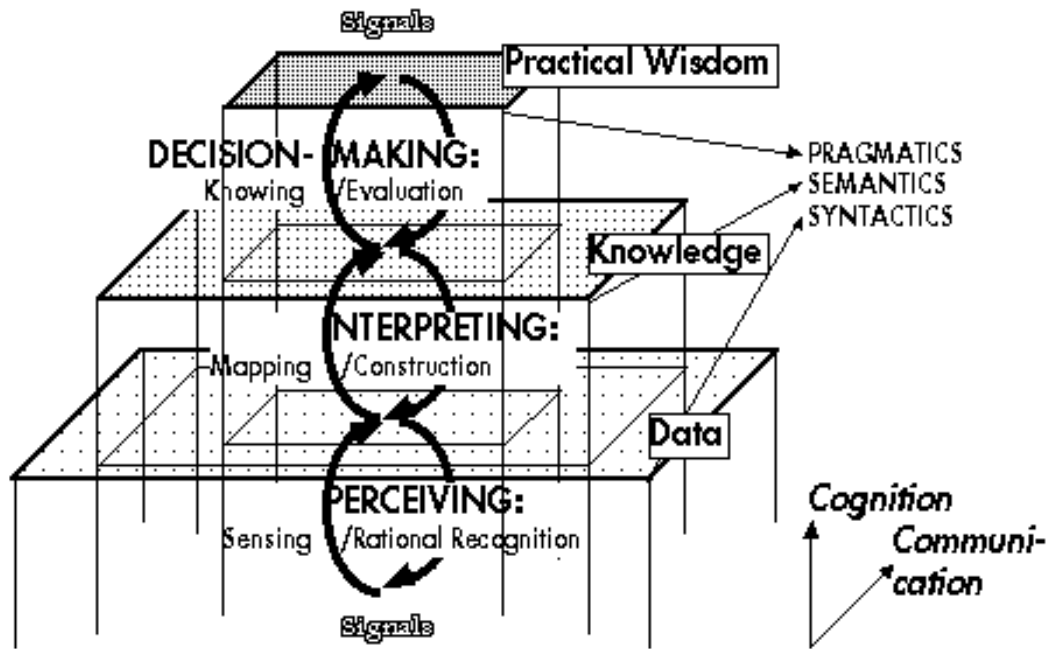 Signals
Practical Wisdom
DECISION- MAKING:
Knowing /Evaluation
PRAGMATICS
SEMANTICS
SYNTACTICS
Knowledge
INTERPRETING:
Mapping /Construction
Data
PERCEIVING:
Sensing /Rational Recognition
Cognition
Communi-
cation
Signals